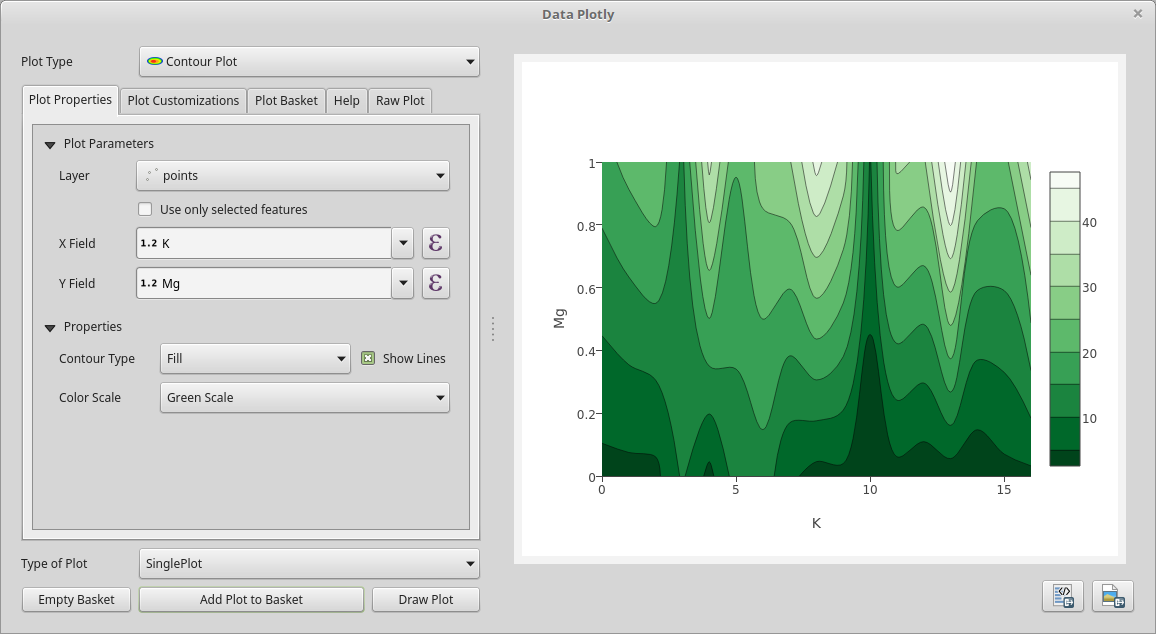 Data Plotly
Plot Type
Contour Plot
Plot Properties
Plot Customizations
Plot Basket
Help
Raw Plot
Plot Parameters
Layer
points
Use only selected features
X Field
1.2 K
ε
Y Field
1.2 Mg
ε
Properties
Contour Type
Fill
Show Lines
Color Scale
Green Scale
Type of Plot
SinglePlot
Empty Basket
Add Plot to Basket
Draw Plot
1
0.8
0.6
0.4
0.2
0
Mg
0
5
10
15
K
40
30
20
10